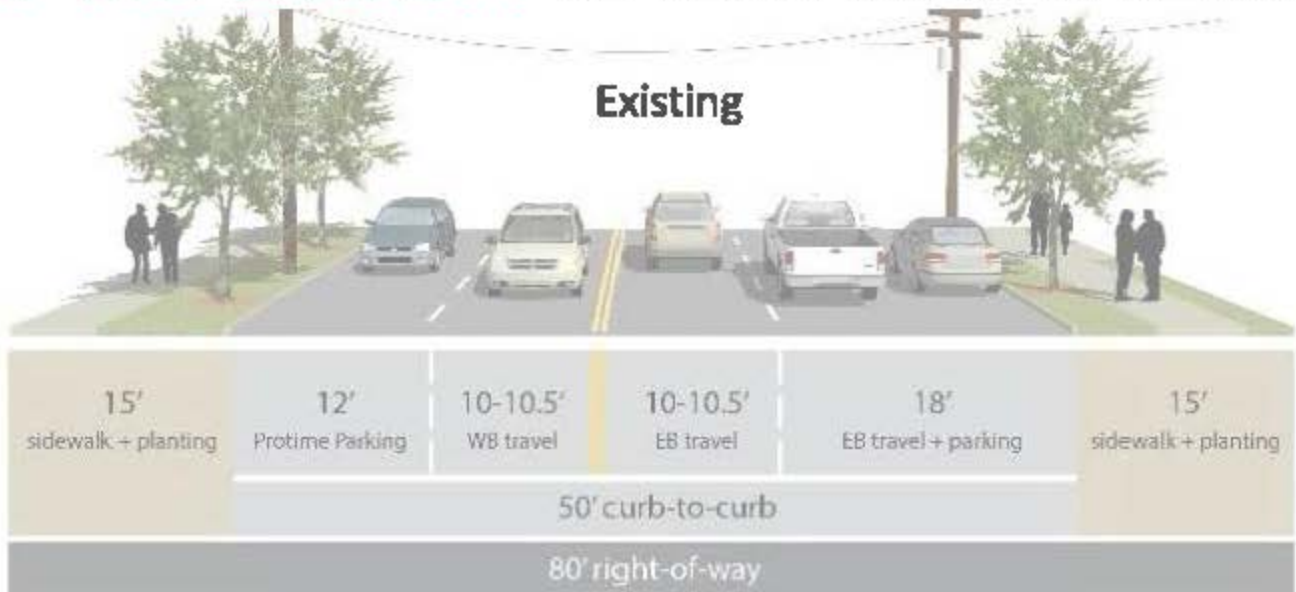 Existing
15'
sidewalk + planting
12'
Protime Parking
10-10.5'
WB travel
10-10.5'
EB travel
18'
EB travel + parking
15'
sidewalk + planting
50' curb-to-curb
80' right-of-way